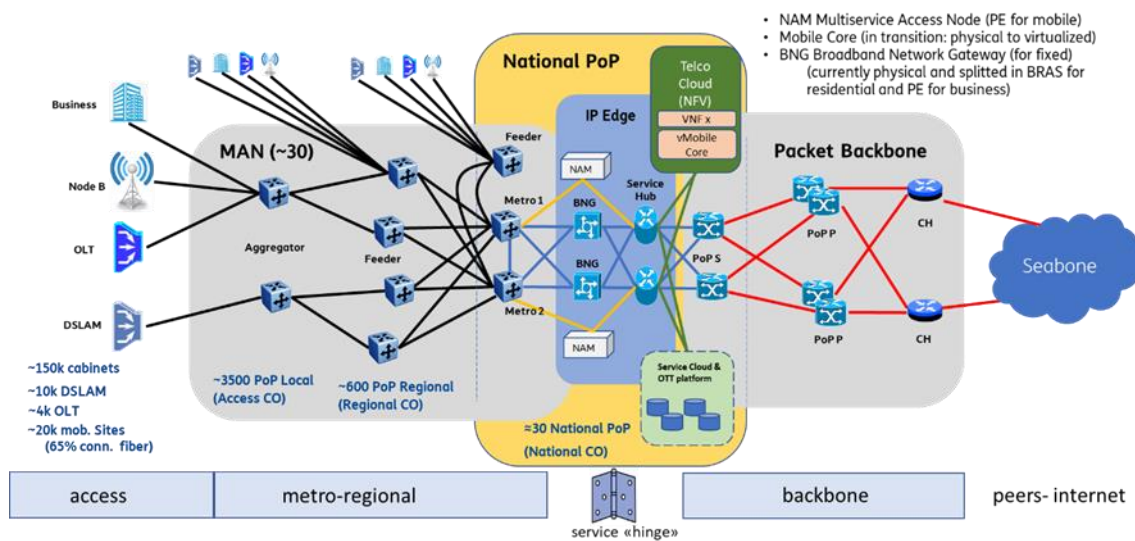 • NAM Multiservice Access Node (PE for mobile)
• Mobile Core (in transition: physical to virtualized)
• BNG Broadband Network Gateway (for fixed)
(currently physical and splitted in BRAS for
residential and PE for business)
National PoP
Telco
Cloud
(NFV)
VNF x
vMobile
Core
Business
Node B
OLT
DSLAM
MAN (~30)
Feeder
IP Edge
Packet Backbone
NAM
Service
Hub
Metro 1
BNG
Aggregator
Feeder
BNG
Metro 2
NAM
PoP S
PoP P
PoP P
CH
CH
Seabone
Service Cloud &
OTT platform
~150k cabinets
~10k DSLAM
~4k OLT
~20k mob. Sites
(65% conn. fiber)
~3500 PoP Local
(Access CO)
~600 PoP Regional
(Regional CO)
≈30 National PoP
(National CO)
access
metro-regional
service «hinge»
backbone
peers- internet